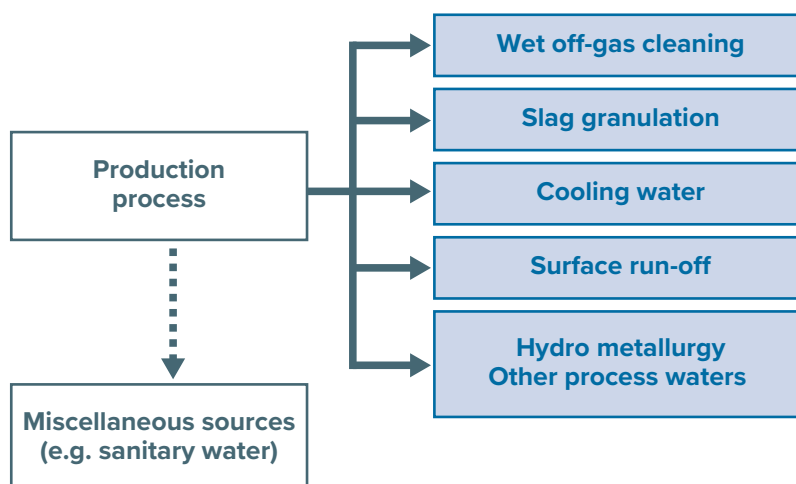 Wet off-gas cleaning
Slag granulation
Production
process
Cooling water
Surface run-off
Hydro metallurgy
Other process waters
Miscellaneous sources
(e.g. sanitary water)